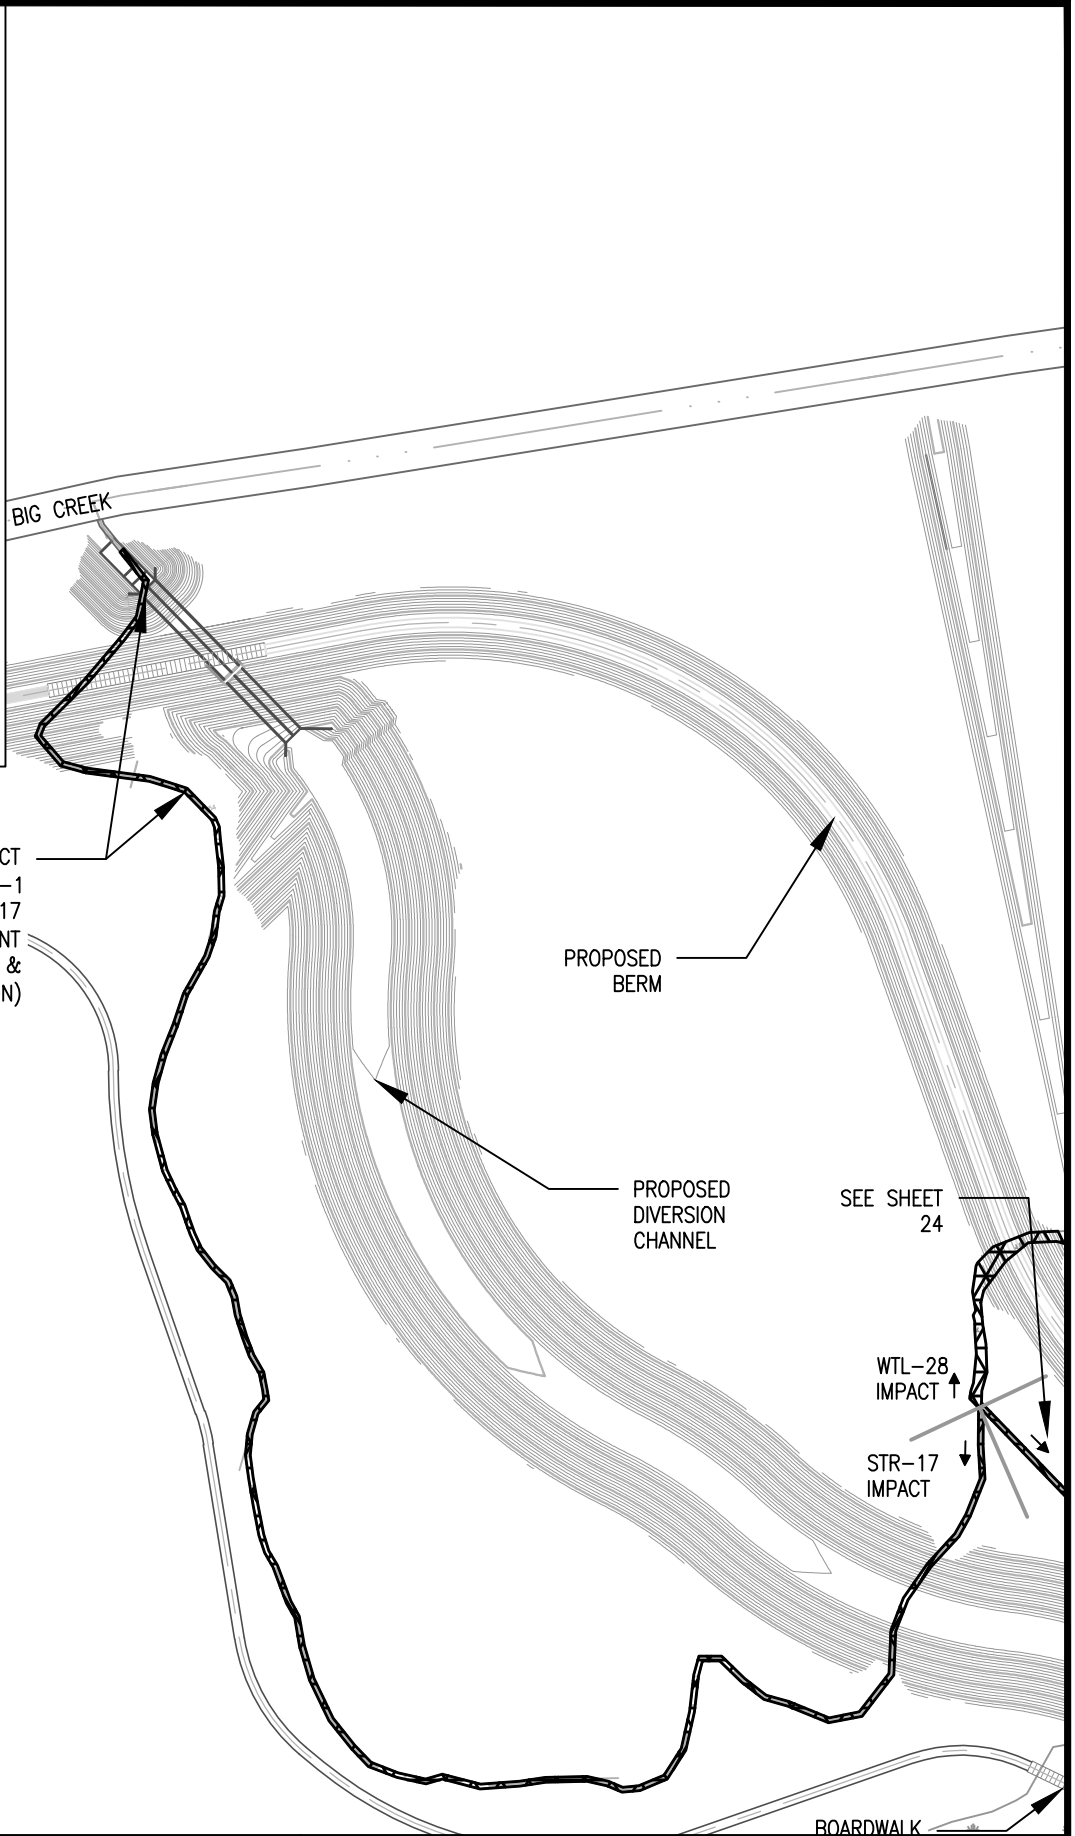 BIG CREEK
CT
-1
17
NT
&
N)
PROPOSED
BERM
PROPOSED
DIVERSION
CHANNEL
SEE SHEET
24
WTL-28
IMPACT
STR-17
IMPACT
BOARDWALK